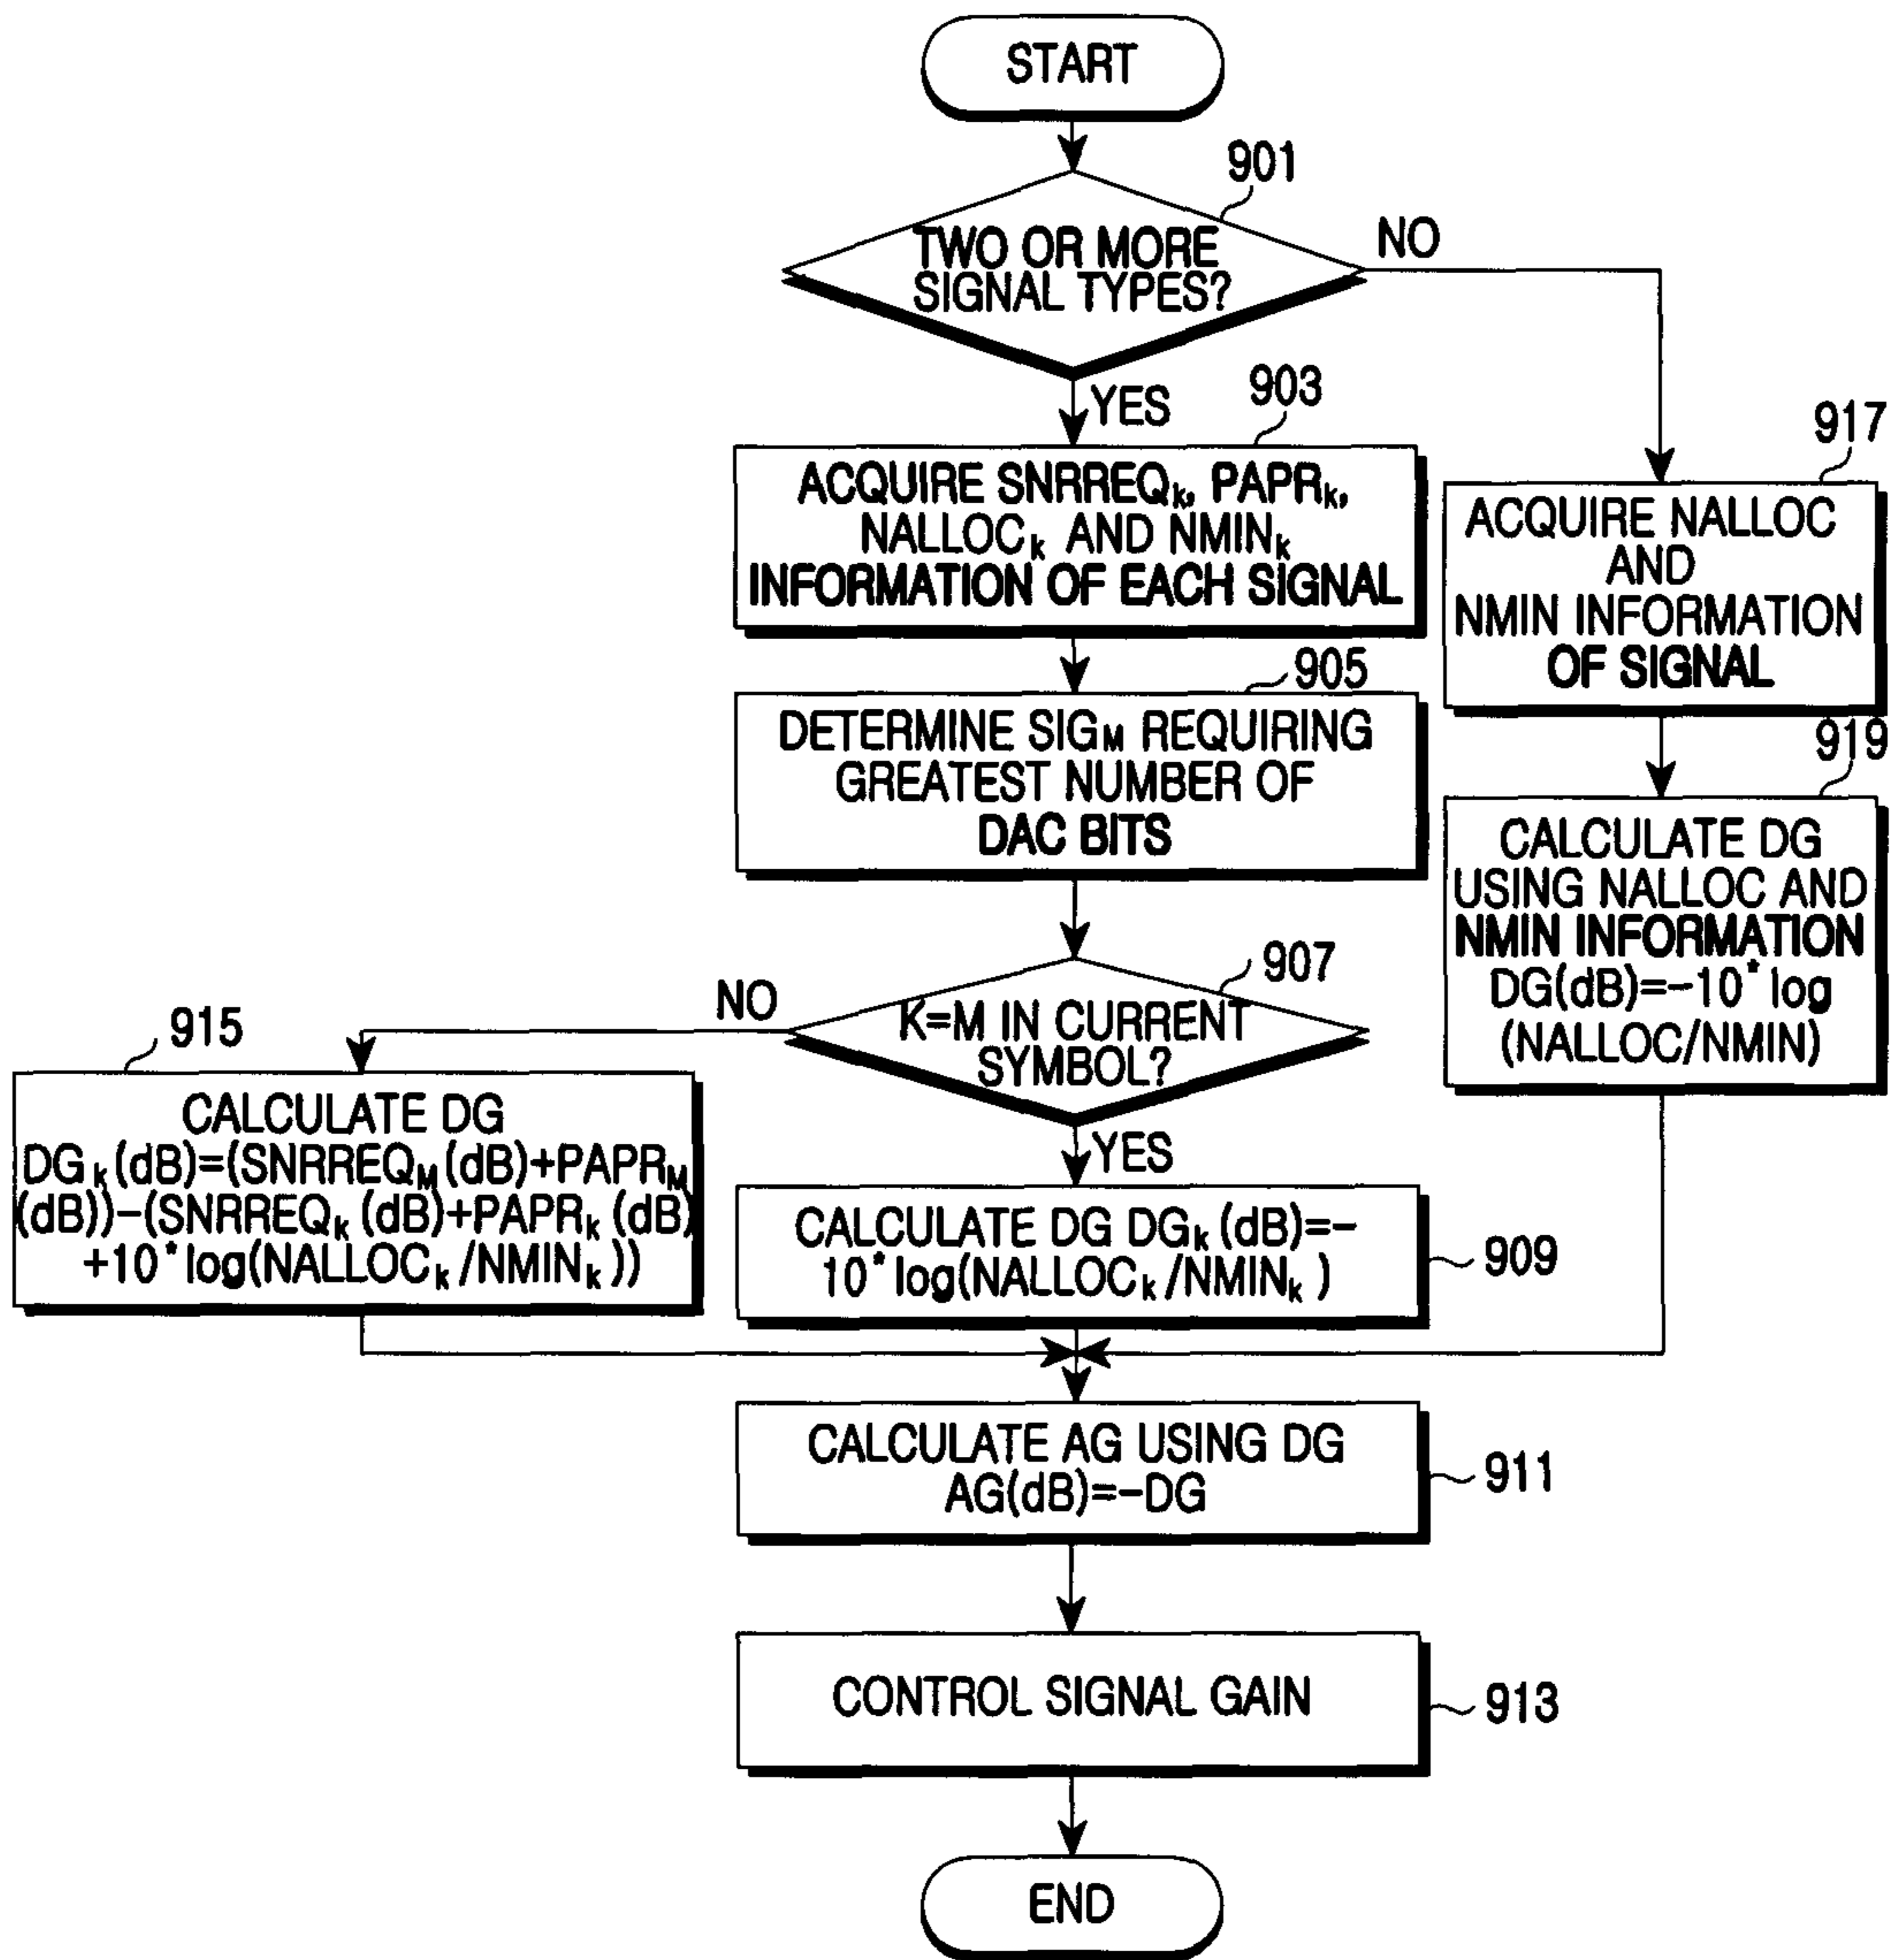 START
901
TWO OR MORE
SIGNAL TYPES?
NO
YES
903
ACQUIRE SNRREQk, PAPRk,
NALLOCk AND NMINk
INFORMATION OF EACH SIGNAL
917
ACQUIRE NALLOC
AND
NMIN INFORMATION
OF SIGNAL
905
DETERMINE SIGM REQUIRING
GREATEST NUMBER OF
DAC BITS
919
CALCULATE DG
USING NALLOC AND
NMIN INFORMATION
DG(dB)=-10*log
(NALLOC/NMIN)
907
K=M IN CURRENT
SYMBOL?
NO
YES
915
CALCULATE DG
DGk(dB)=(SNRREQM(dB)+PAPRM
(dB))-(SNRREQk(dB)+PAPRk(dB)
+10*log(NALLOCk/NMINk))
CALCULATE DG DGk(dB)=-
10*log(NALLOCk/NMINk)
909
CALCULATE AG USING DG
AG(dB)=-DG
911
CONTROL SIGNAL GAIN
913
END